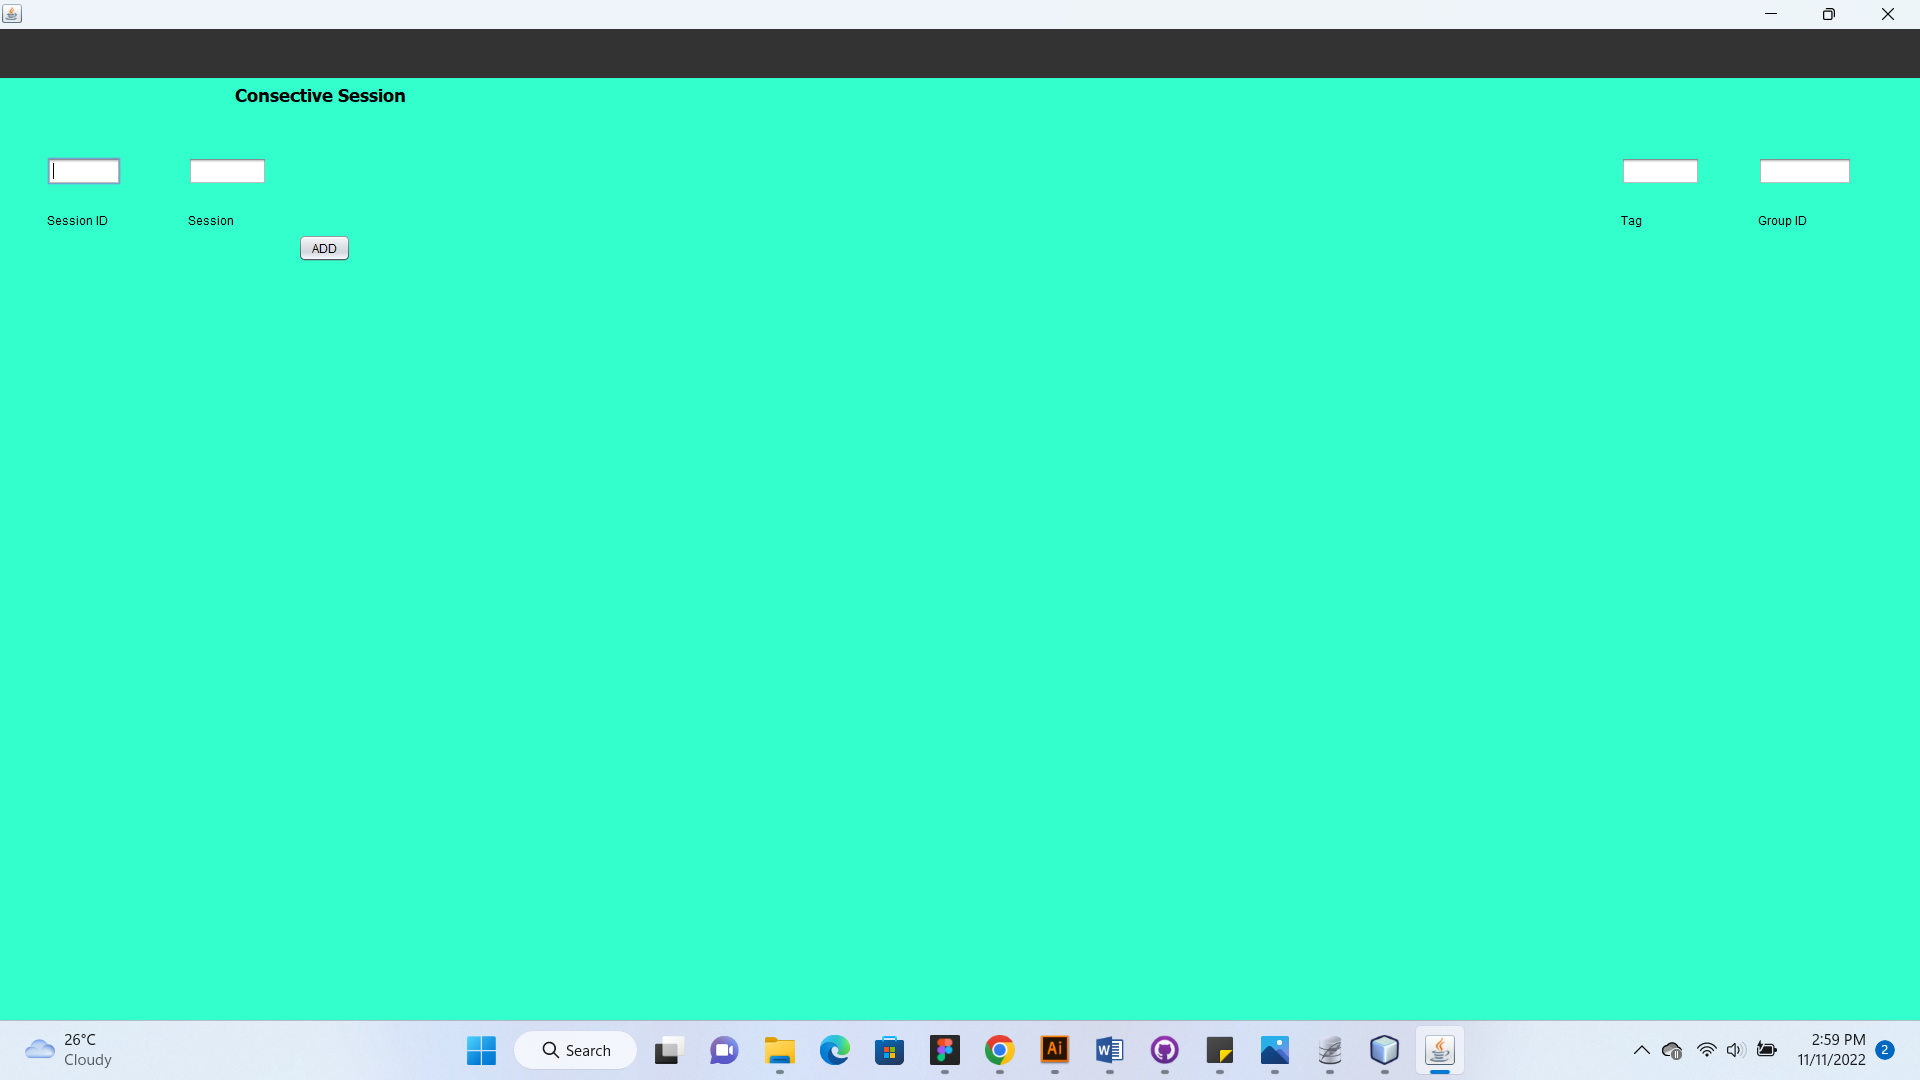 Consective Session
Session ID
Session
Tag
Group ID
ADD
26°C
Cloudy
Search
Ai
W
2:59 PM
11/11/2022
2